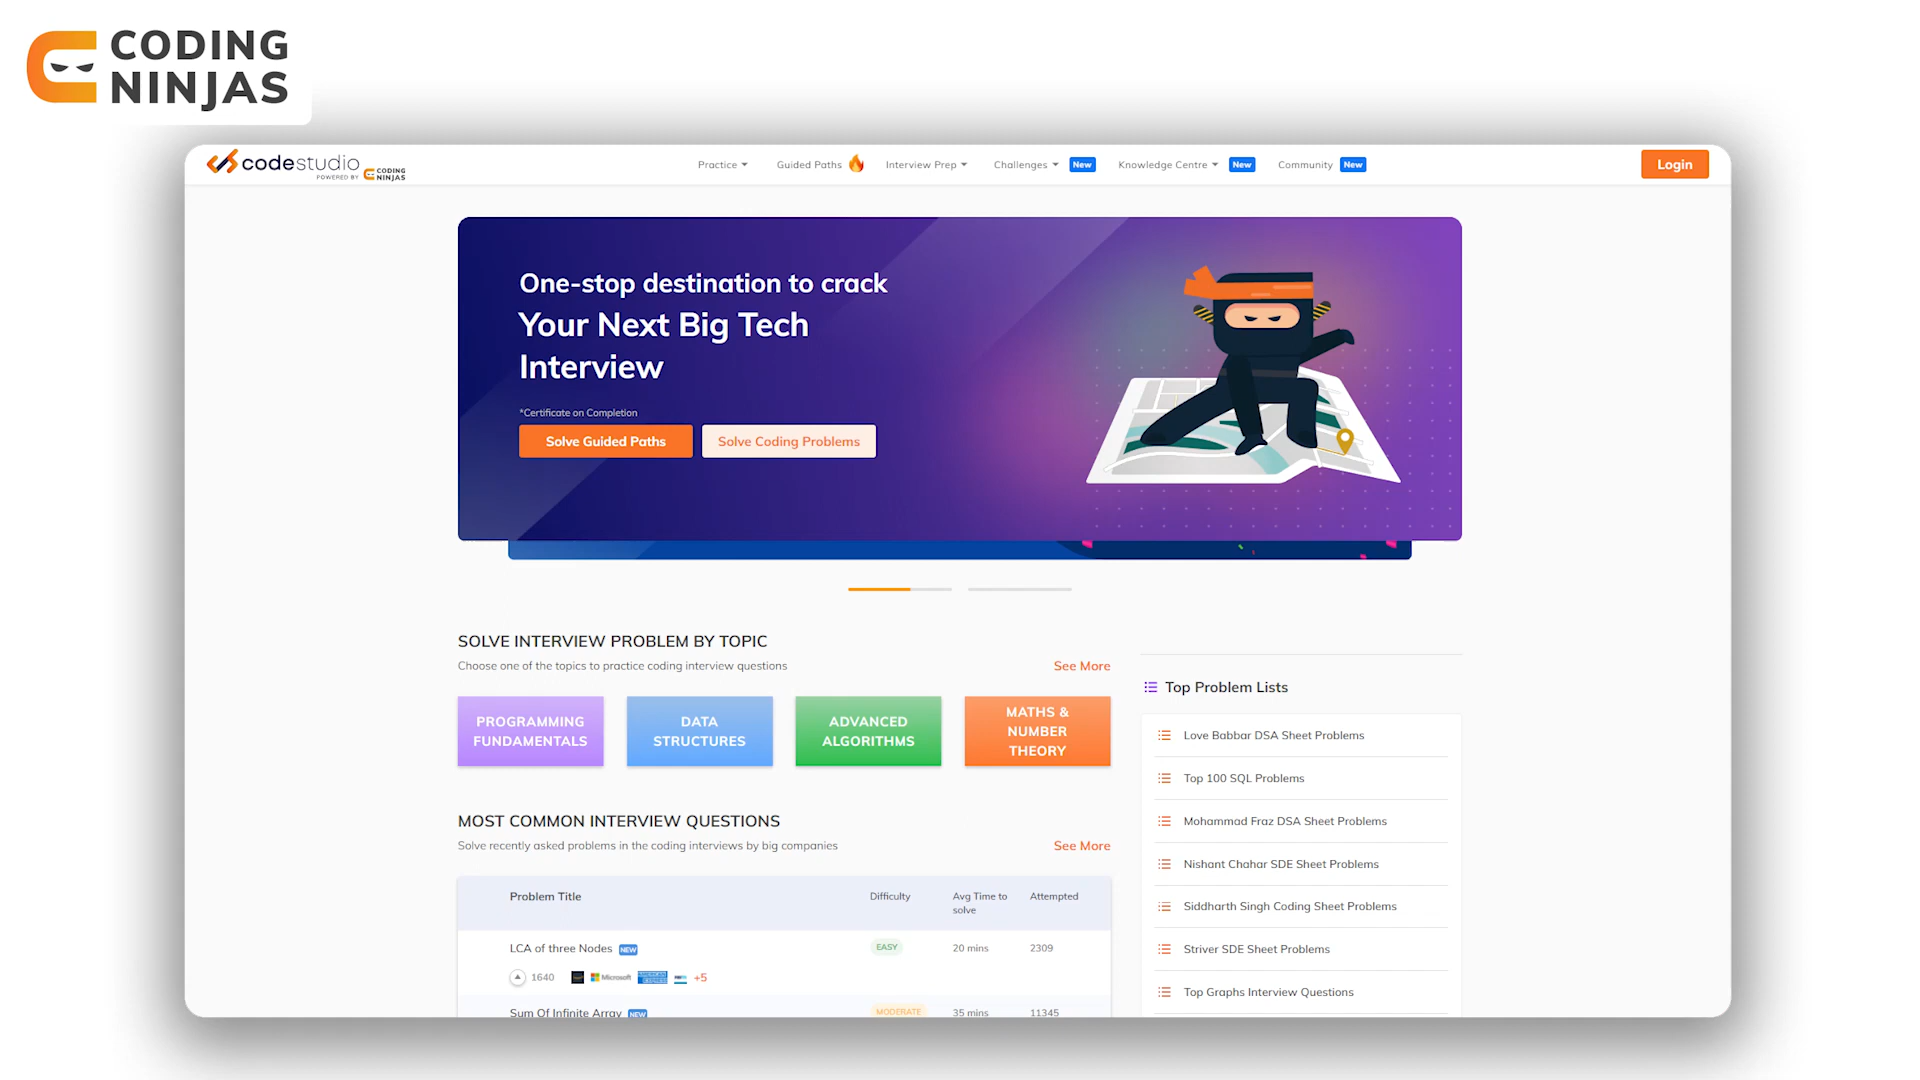 CODING
NINJAS
codestudio
POWERED BY CODING NINJAS
Practice Guided Paths Interview Prep Challenges New Knowledge Centre New Community New Login
One-stop destination to crack
Your Next Big Tech
Interview
*Certificate on Completion
Solve Guided Paths Solve Coding Problems
SOLVE INTERVIEW PROBLEM BY TOPIC
Choose one of the topics to practice coding interview questions
See More
PROGRAMMING
FUNDAMENTALS
DATA
STRUCTURES
ADVANCED
ALGORITHMS
MATHS &
NUMBER
THEORY
MOST COMMON INTERVIEW QUESTIONS
Solve recently asked problems in the coding interviews by big companies
See More
Problem Title Difficulty Avg Time to solve Attempted
LCA of three Nodes NEW EASY 20 mins 2309
1640 Microsoft +5
Sum Of Infinite Array NEW MODERATE 35 mins 11345
Top Problem Lists
Love Babbar DSA Sheet Problems
Top 100 SQL Problems
Mohammad Fraz DSA Sheet Problems
Nishant Chahar SDE Sheet Problems
Siddharth Singh Coding Sheet Problems
Striver SDE Sheet Problems
Top Graphs Interview Questions